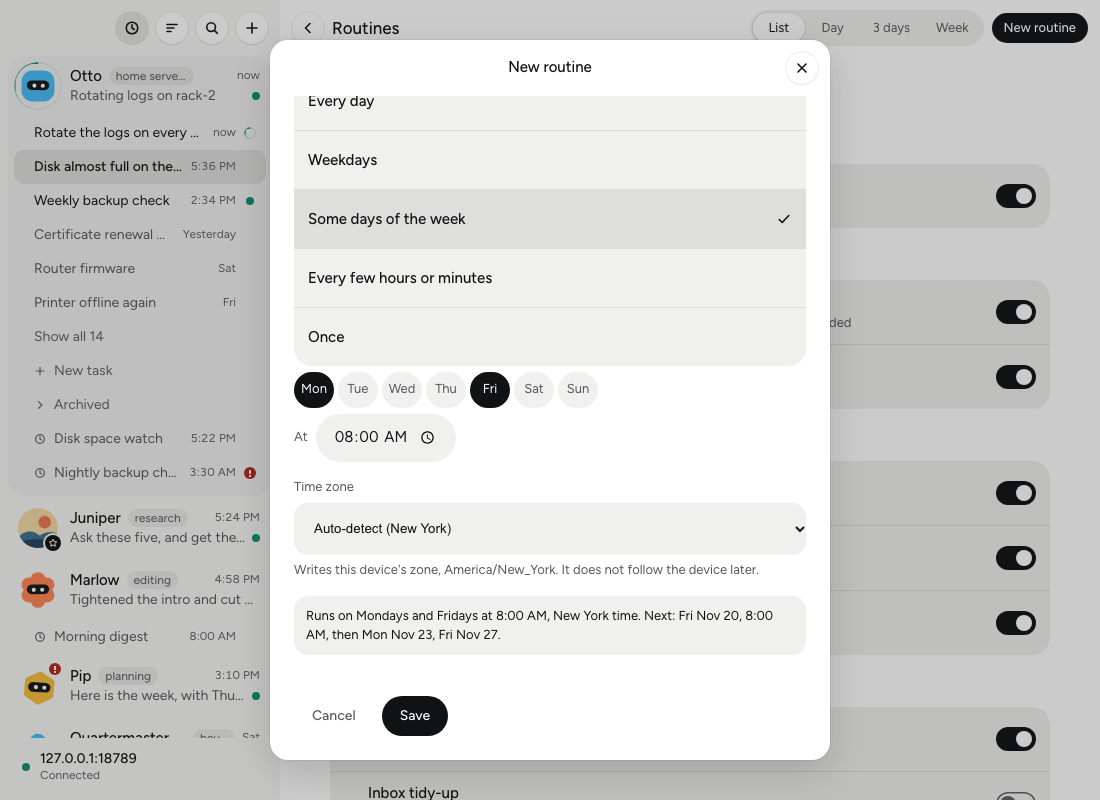 Routines
List
Day
3 days
Week
New routine
Otto
home serve...
now
Rotating logs on rack-2
Rotate the logs on every ...
now
Disk almost full on the...
5:36 PM
Weekly backup check
2:34 PM
Certificate renewal ...
Yesterday
Router firmware
Sat
Printer offline again
Fri
Show all 14
New task
Archived
Disk space watch
5:22 PM
Nightly backup ch...
3:30 AM
Juniper
research
5:24 PM
Ask these five, and get the...
Marlow
editing
4:58 PM
Tightened the intro and cut ...
Morning digest
8:00 AM
Pip
planning
3:10 PM
Here is the week, with Thu...
Quartermaster
Sat
127.0.0.1:18789
Connected
New routine
Every day
Weekdays
Some days of the week
Every few hours or minutes
Once
Mon
Tue
Wed
Thu
Fri
Sat
Sun
At
08:00 AM
Time zone
Auto-detect (New York)
Writes this device's zone, America/New_York. It does not follow the device later.
Runs on Mondays and Fridays at 8:00 AM, New York time. Next: Fri Nov 20, 8:00
AM, then Mon Nov 23, Fri Nov 27.
Cancel
Save
ded
Inbox tidy-up